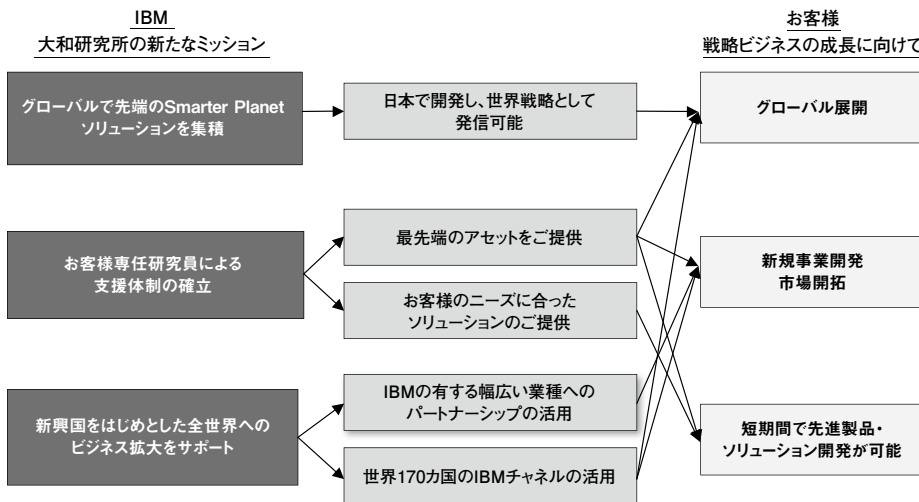 IBM
大和研究所の新たなミッション
お客様
戦略ビジネスの成長に向けて
グローバルで先端のSmarter Planet
ソリューションを集積
日本で開発し、世界戦略として
発信可能
グローバル展開
お客様専任研究員による
支援体制の確立
最先端のアセットをご提供
お客様のニーズに合った
ソリューションのご提供
新規事業開発
市場開拓
新興国をはじめとした全世界への
ビジネス拡大をサポート
IBMの有する幅広い業種への
パートナーシップの活用
世界170カ国のIBMチャネルの活用
短期間で先進製品・
ソリューション開発が可能